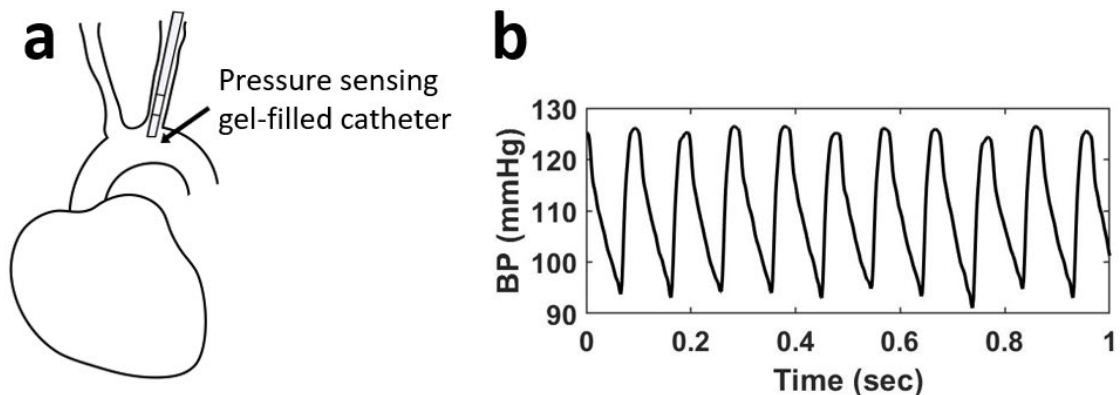 a
Pressure sensing
gel-filled catheter
b
BP (mmHg)
130
120
110
100
90
0
0.2
0.4
0.6
0.8
1
Time (sec)